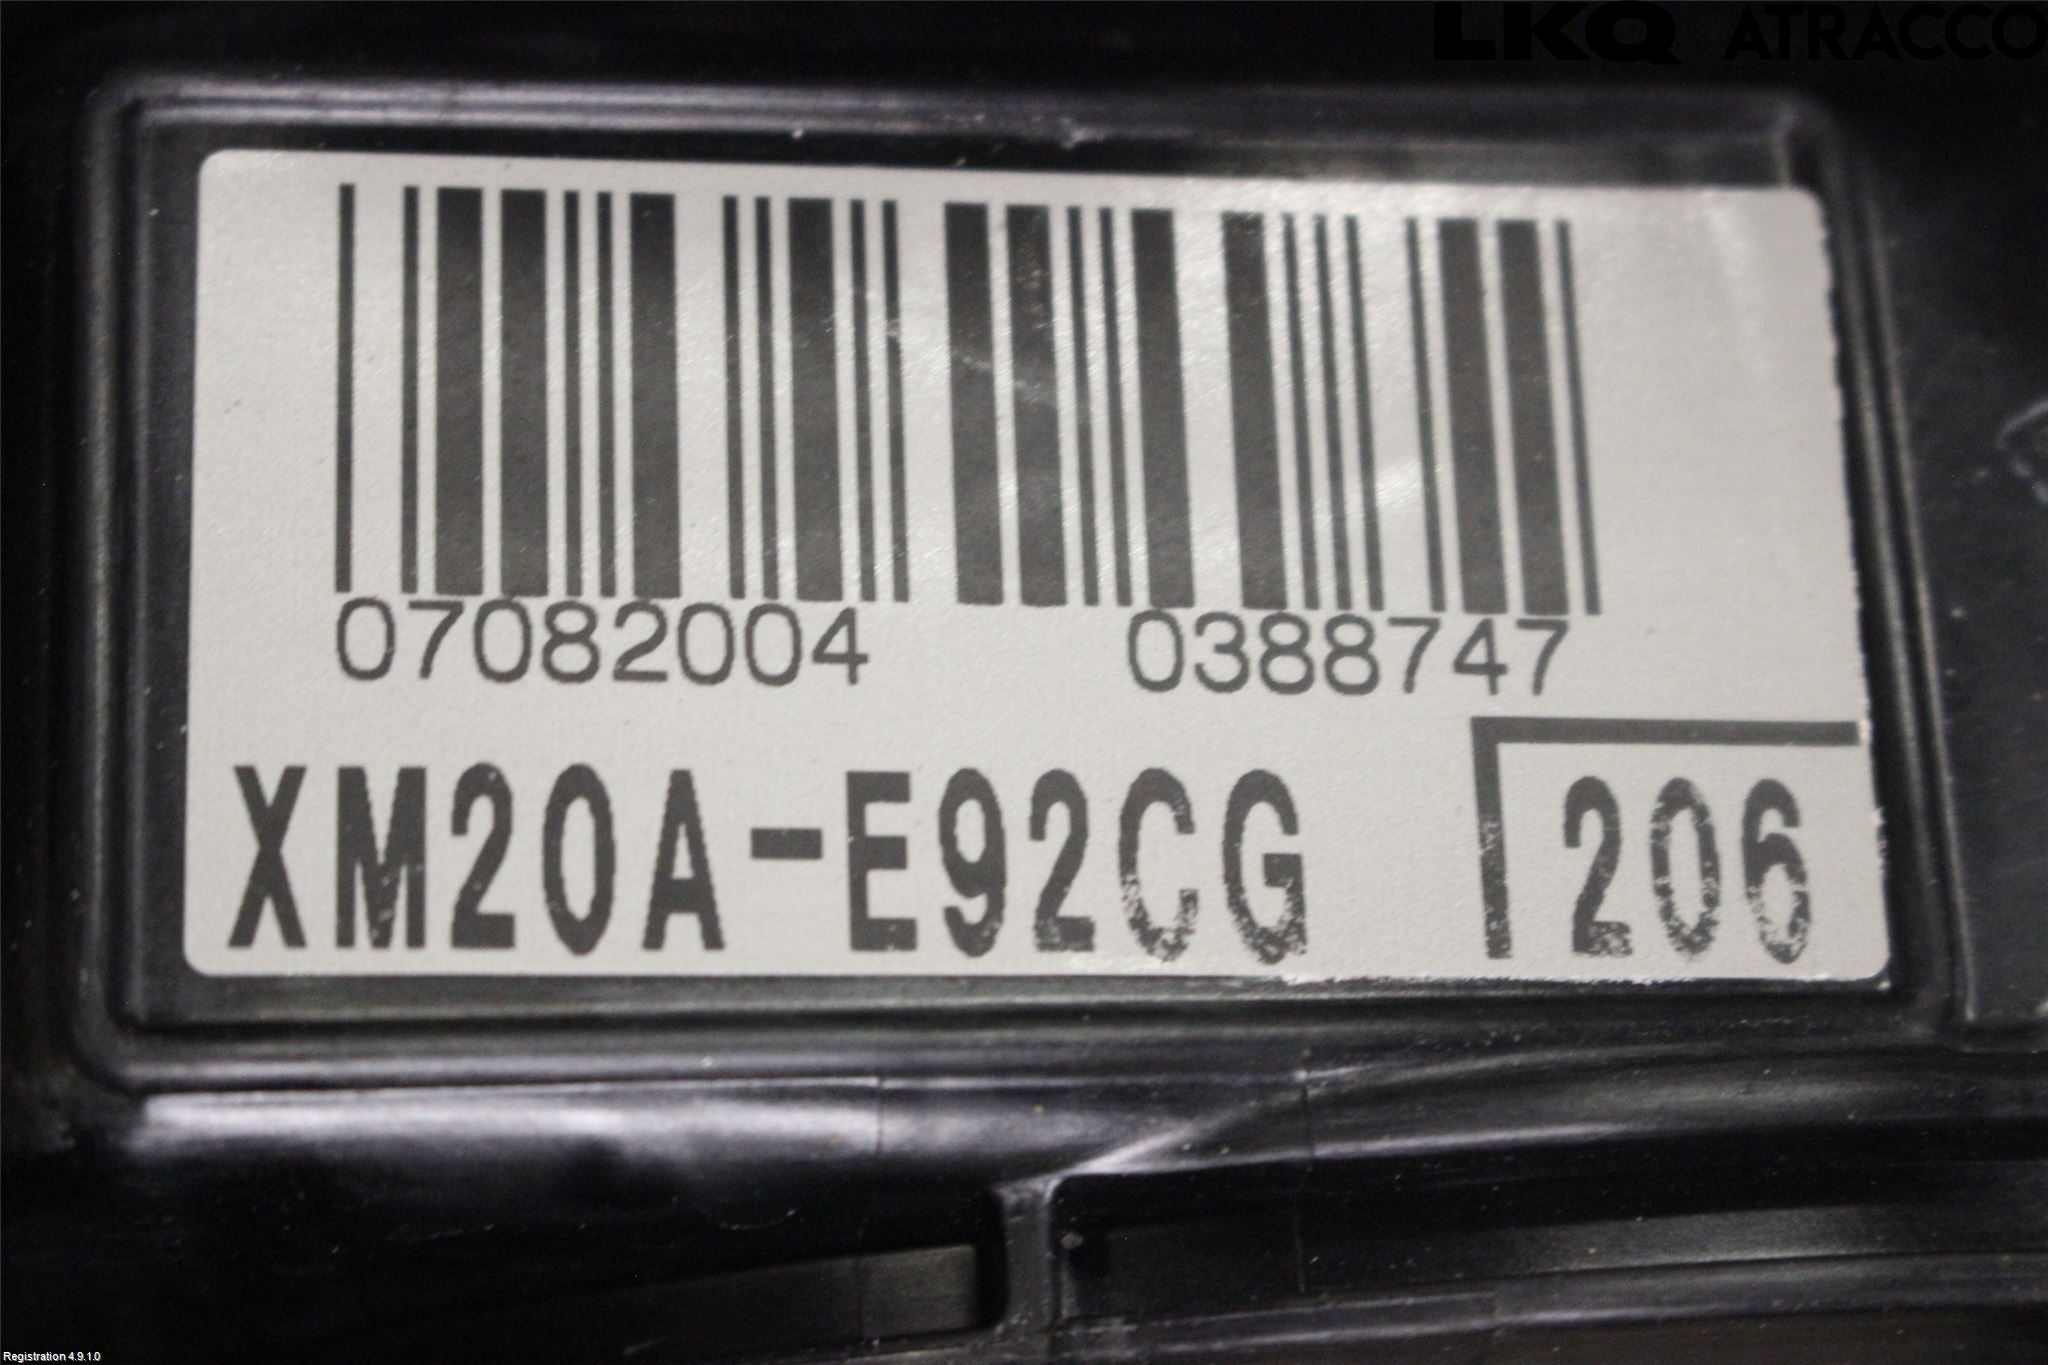 LKQ ATRACCO
07082004 0388747
XM20A-E92CG 206
Registration 4.9.1.0